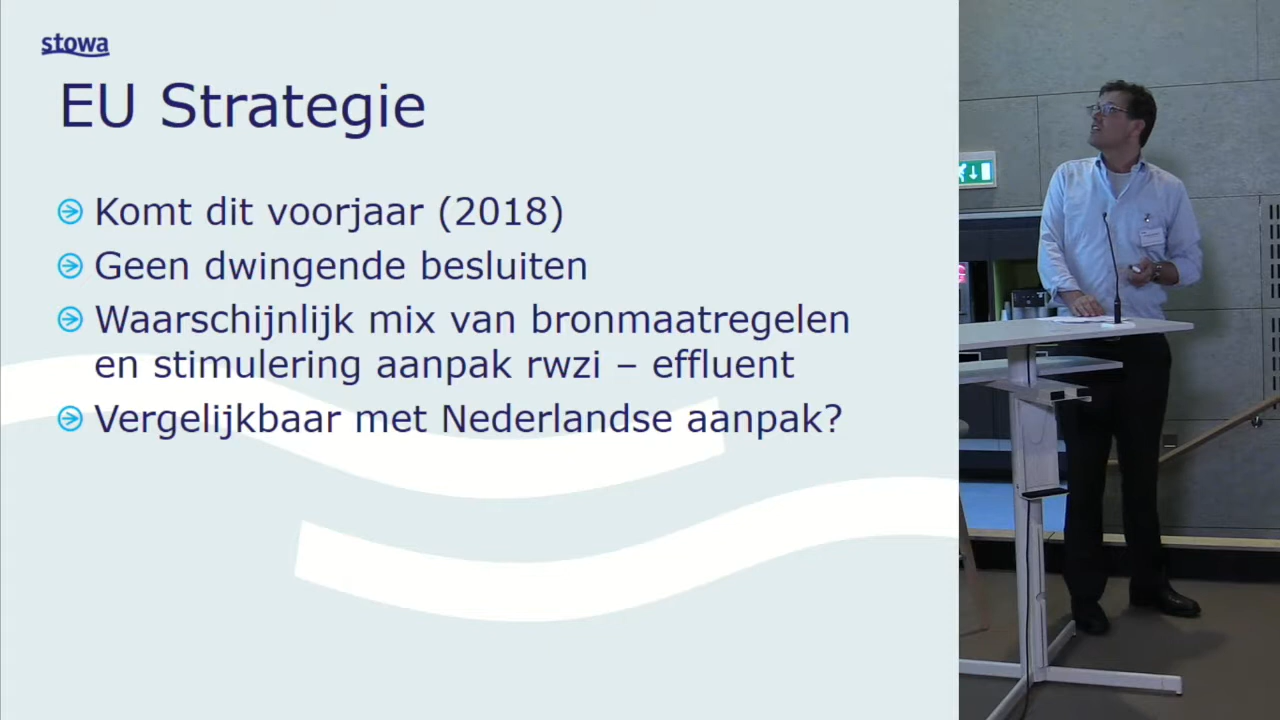 stowa
EU Strategie
Komt dit voorjaar (2018)
Geen dwingende besluiten
Waarschijnlijk mix van bronmaatregelen
en stimulering aanpak rwzi – effluent
Vergelijkbaar met Nederlandse aanpak?